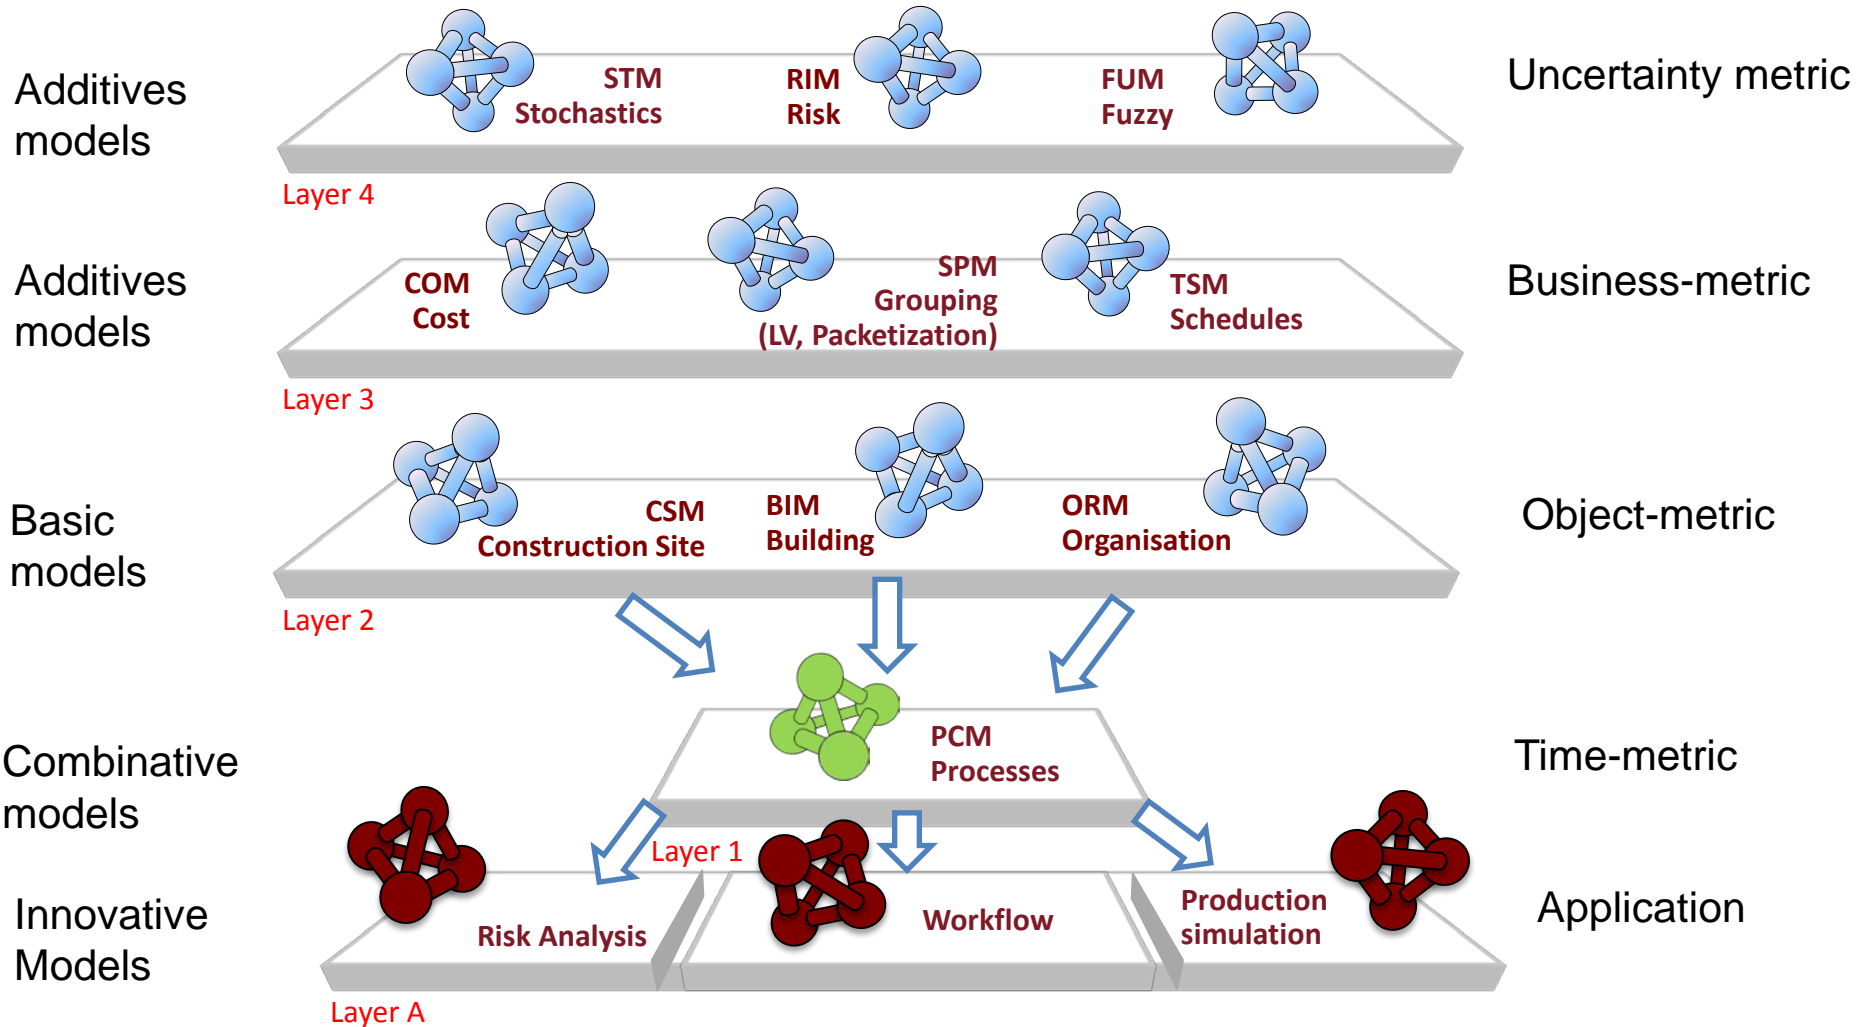 Additives
models
STM
Stochastics
RIM
Risk
FUM
Fuzzy
Uncertainty metric
Layer 4
Additives
models
COM
Cost
SPM
Grouping
(LV, Packetization)
TSM
Schedules
Business-metric
Layer 3
Basic
models
CSM
Construction Site
BIM
Building
ORM
Organisation
Object-metric
Layer 2
Combinative
models
PCM
Processes
Time-metric
Layer 1
Innovative
Models
Risk Analysis
Workflow
Production
simulation
Application
Layer A